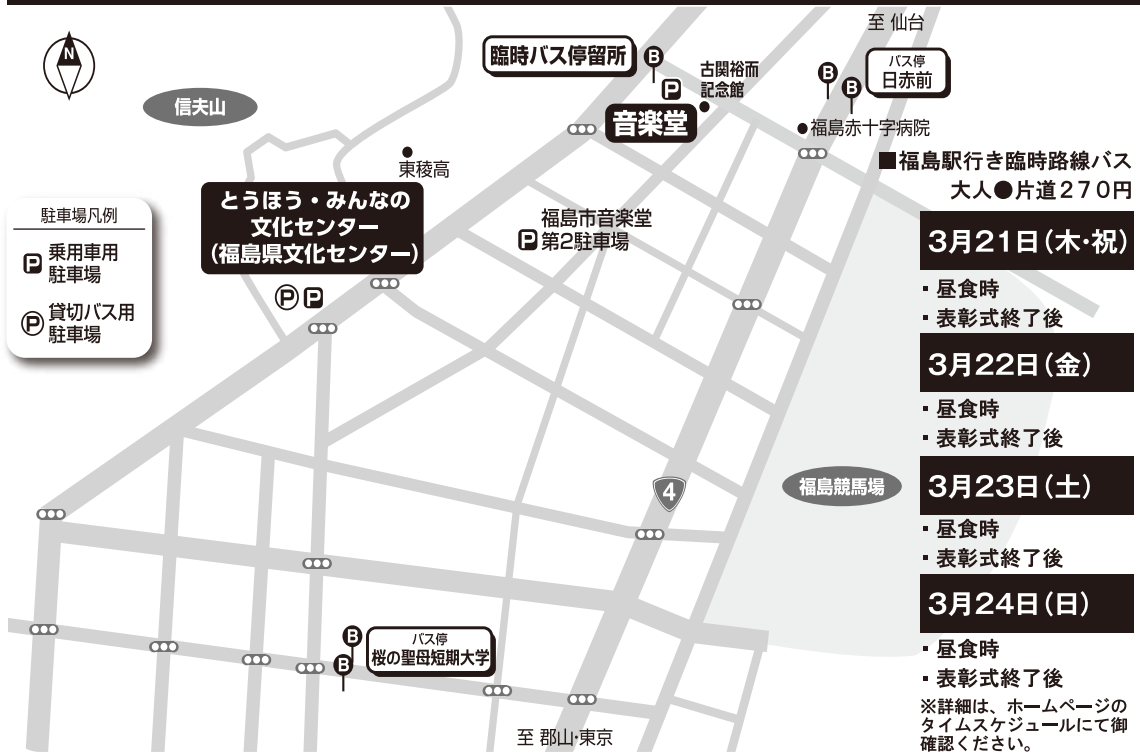 至 仙台
N
臨時バス停留所
B
P
古関裕而
記念館
音楽堂
B
B
バス停
日赤前
福島赤十字病院
信夫山
東稜高
とうほう・みんなの
文化センター
(福島県文化センター)
P P
福島市音楽堂
P 第2駐車場
駐車場凡例
P 乗用車用
駐車場
P 貸切バス用
駐車場
4
福島競馬場
B
B
バス停
桜の聖母短期大学
至 郡山・東京
■福島駅行き臨時路線バス
大人●片道270円
3月21日(木・祝)
・昼食時
・表彰式終了後
3月22日(金)
・昼食時
・表彰式終了後
3月23日(土)
・昼食時
・表彰式終了後
3月24日(日)
・昼食時
・表彰式終了後
※詳細は、ホームページの
タイムスケジュールにて御
確認ください。